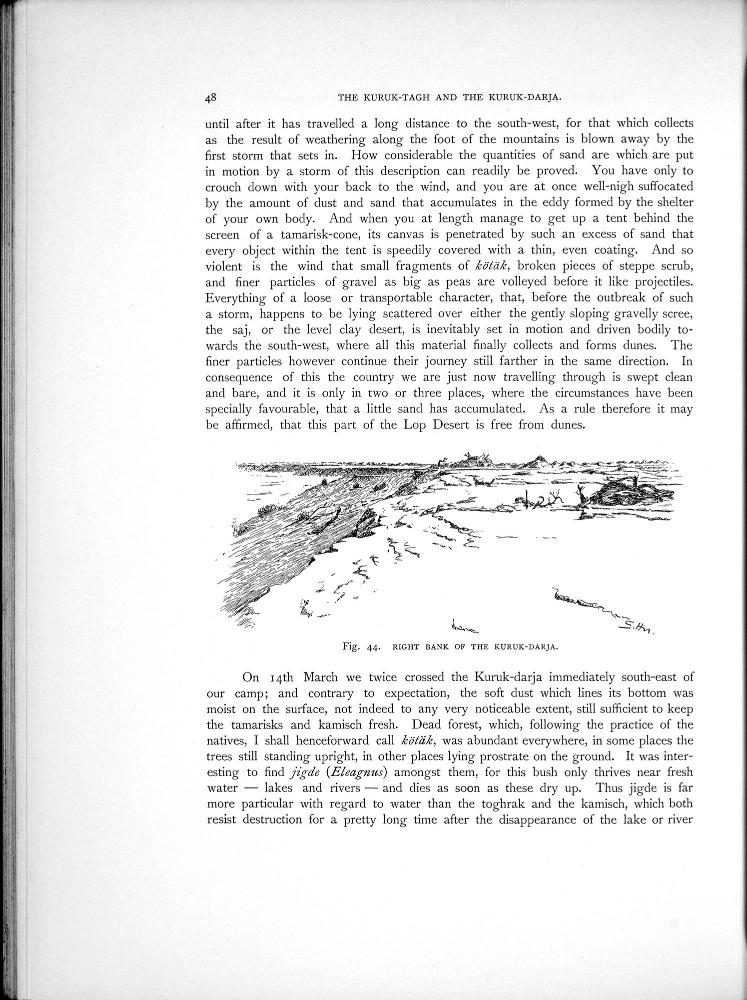 48
THE KURUK-TAGH AND THE KURUK-DARJA.
until after it has travelled a long distance to the south-west, for that which collects
as the result of weathering along the foot of the mountains is blown away by the
first storm that sets in. How considerable the quantities of sand are which are put
in motion by a storm of this description can readily be proved. You have only to
crouch down with your back to the wind, and you are at once well-nigh suffocated
by the amount of dust and sand that accumulates in the eddy formed by the shelter
of your own body. And when you at length manage to get up a tent behind the
screen of a tamarisk-cone, its canvas is penetrated by such an excess of sand that
every object within the tent is speedily covered with a thin, even coating. And so
violent is the wind that small fragments of kötäk, broken pieces of steppe scrub,
and finer particles of gravel as big as peas are volleyed before it like projectiles.
Everything of a loose or transportable character, that, before the outbreak of such
a storm, happens to be lying scattered over either the gently sloping gravelly scree,
the saj, or the level clay desert, is inevitably set in motion and driven bodily to-
wards the south-west, where all this material finally collects and forms dunes. The
finer particles however continue their journey still farther in the same direction. In
consequence of this the country we are just now travelling through is swept clean
and bare, and it is only in two or three places, where the circumstances have been
specially favourable, that a little sand has accumulated. As a rule therefore it may
be affirmed, that this part of the Lop Desert is free from dunes.
S. Hn.
Fig. 44. RIGHT BANK OF THE KURUK-DARJA.
On 14th March we twice crossed the Kuruk-darja immediately south-east of
our camp; and contrary to expectation, the soft dust which lines its bottom was
moist on the surface, not indeed to any very noticeable extent, still sufficient to keep
the tamarisks and kamisch fresh. Dead forest, which, following the practice of the
natives, I shall henceforward call kötäk, was abundant everywhere, in some places the
trees still standing upright, in other places lying prostrate on the ground. It was inter-
esting to find jigde (Eleagnus) amongst them, for this bush only thrives near fresh
water — lakes and rivers — and dies as soon as these dry up. Thus jigde is far
more particular with regard to water than the toghrak and the kamisch, which both
resist destruction for a pretty long time after the disappearance of the lake or river